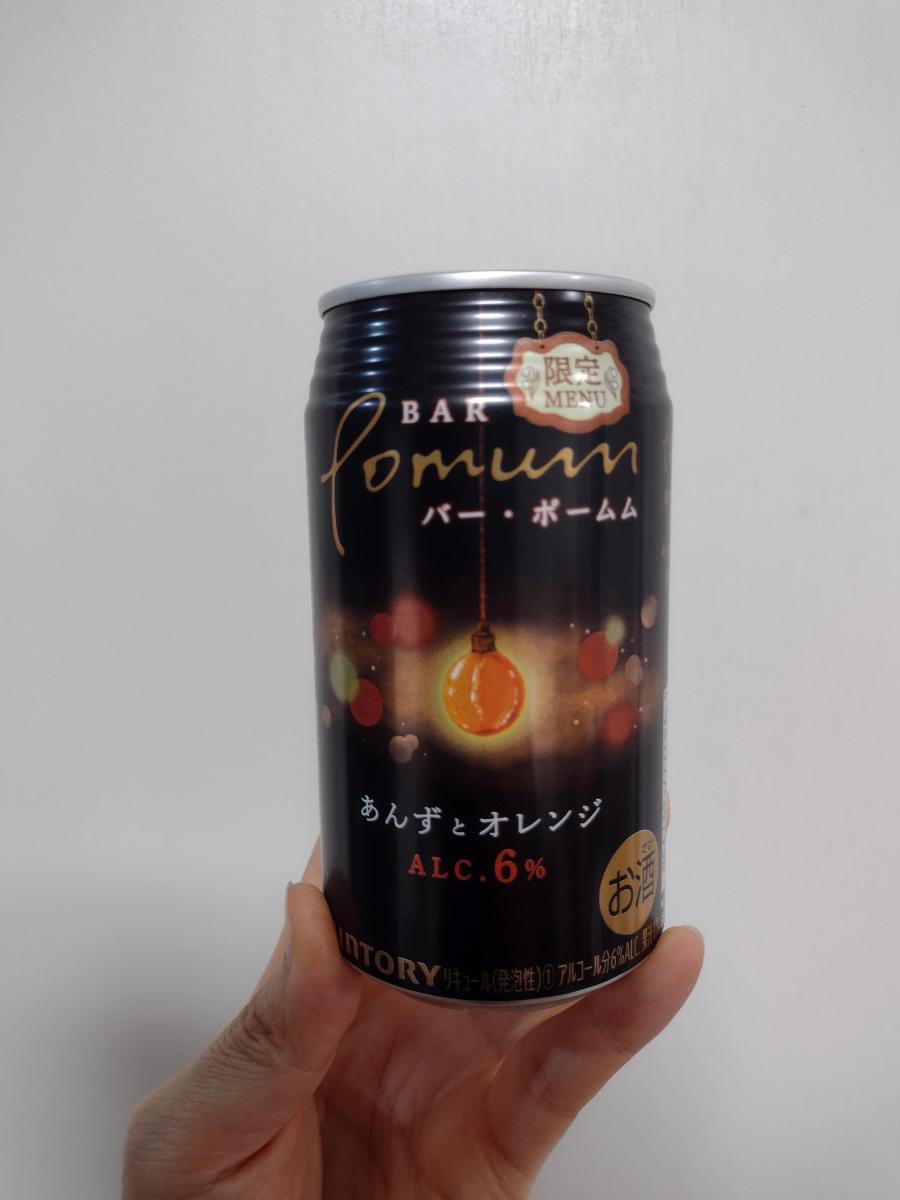 限定
MENU
BAR
Pomum
バー・ポームム
あんずとオレンジ
ALC.6%
お酒
UNTORY リキュール(発泡性)① アルコール分6%ALC.